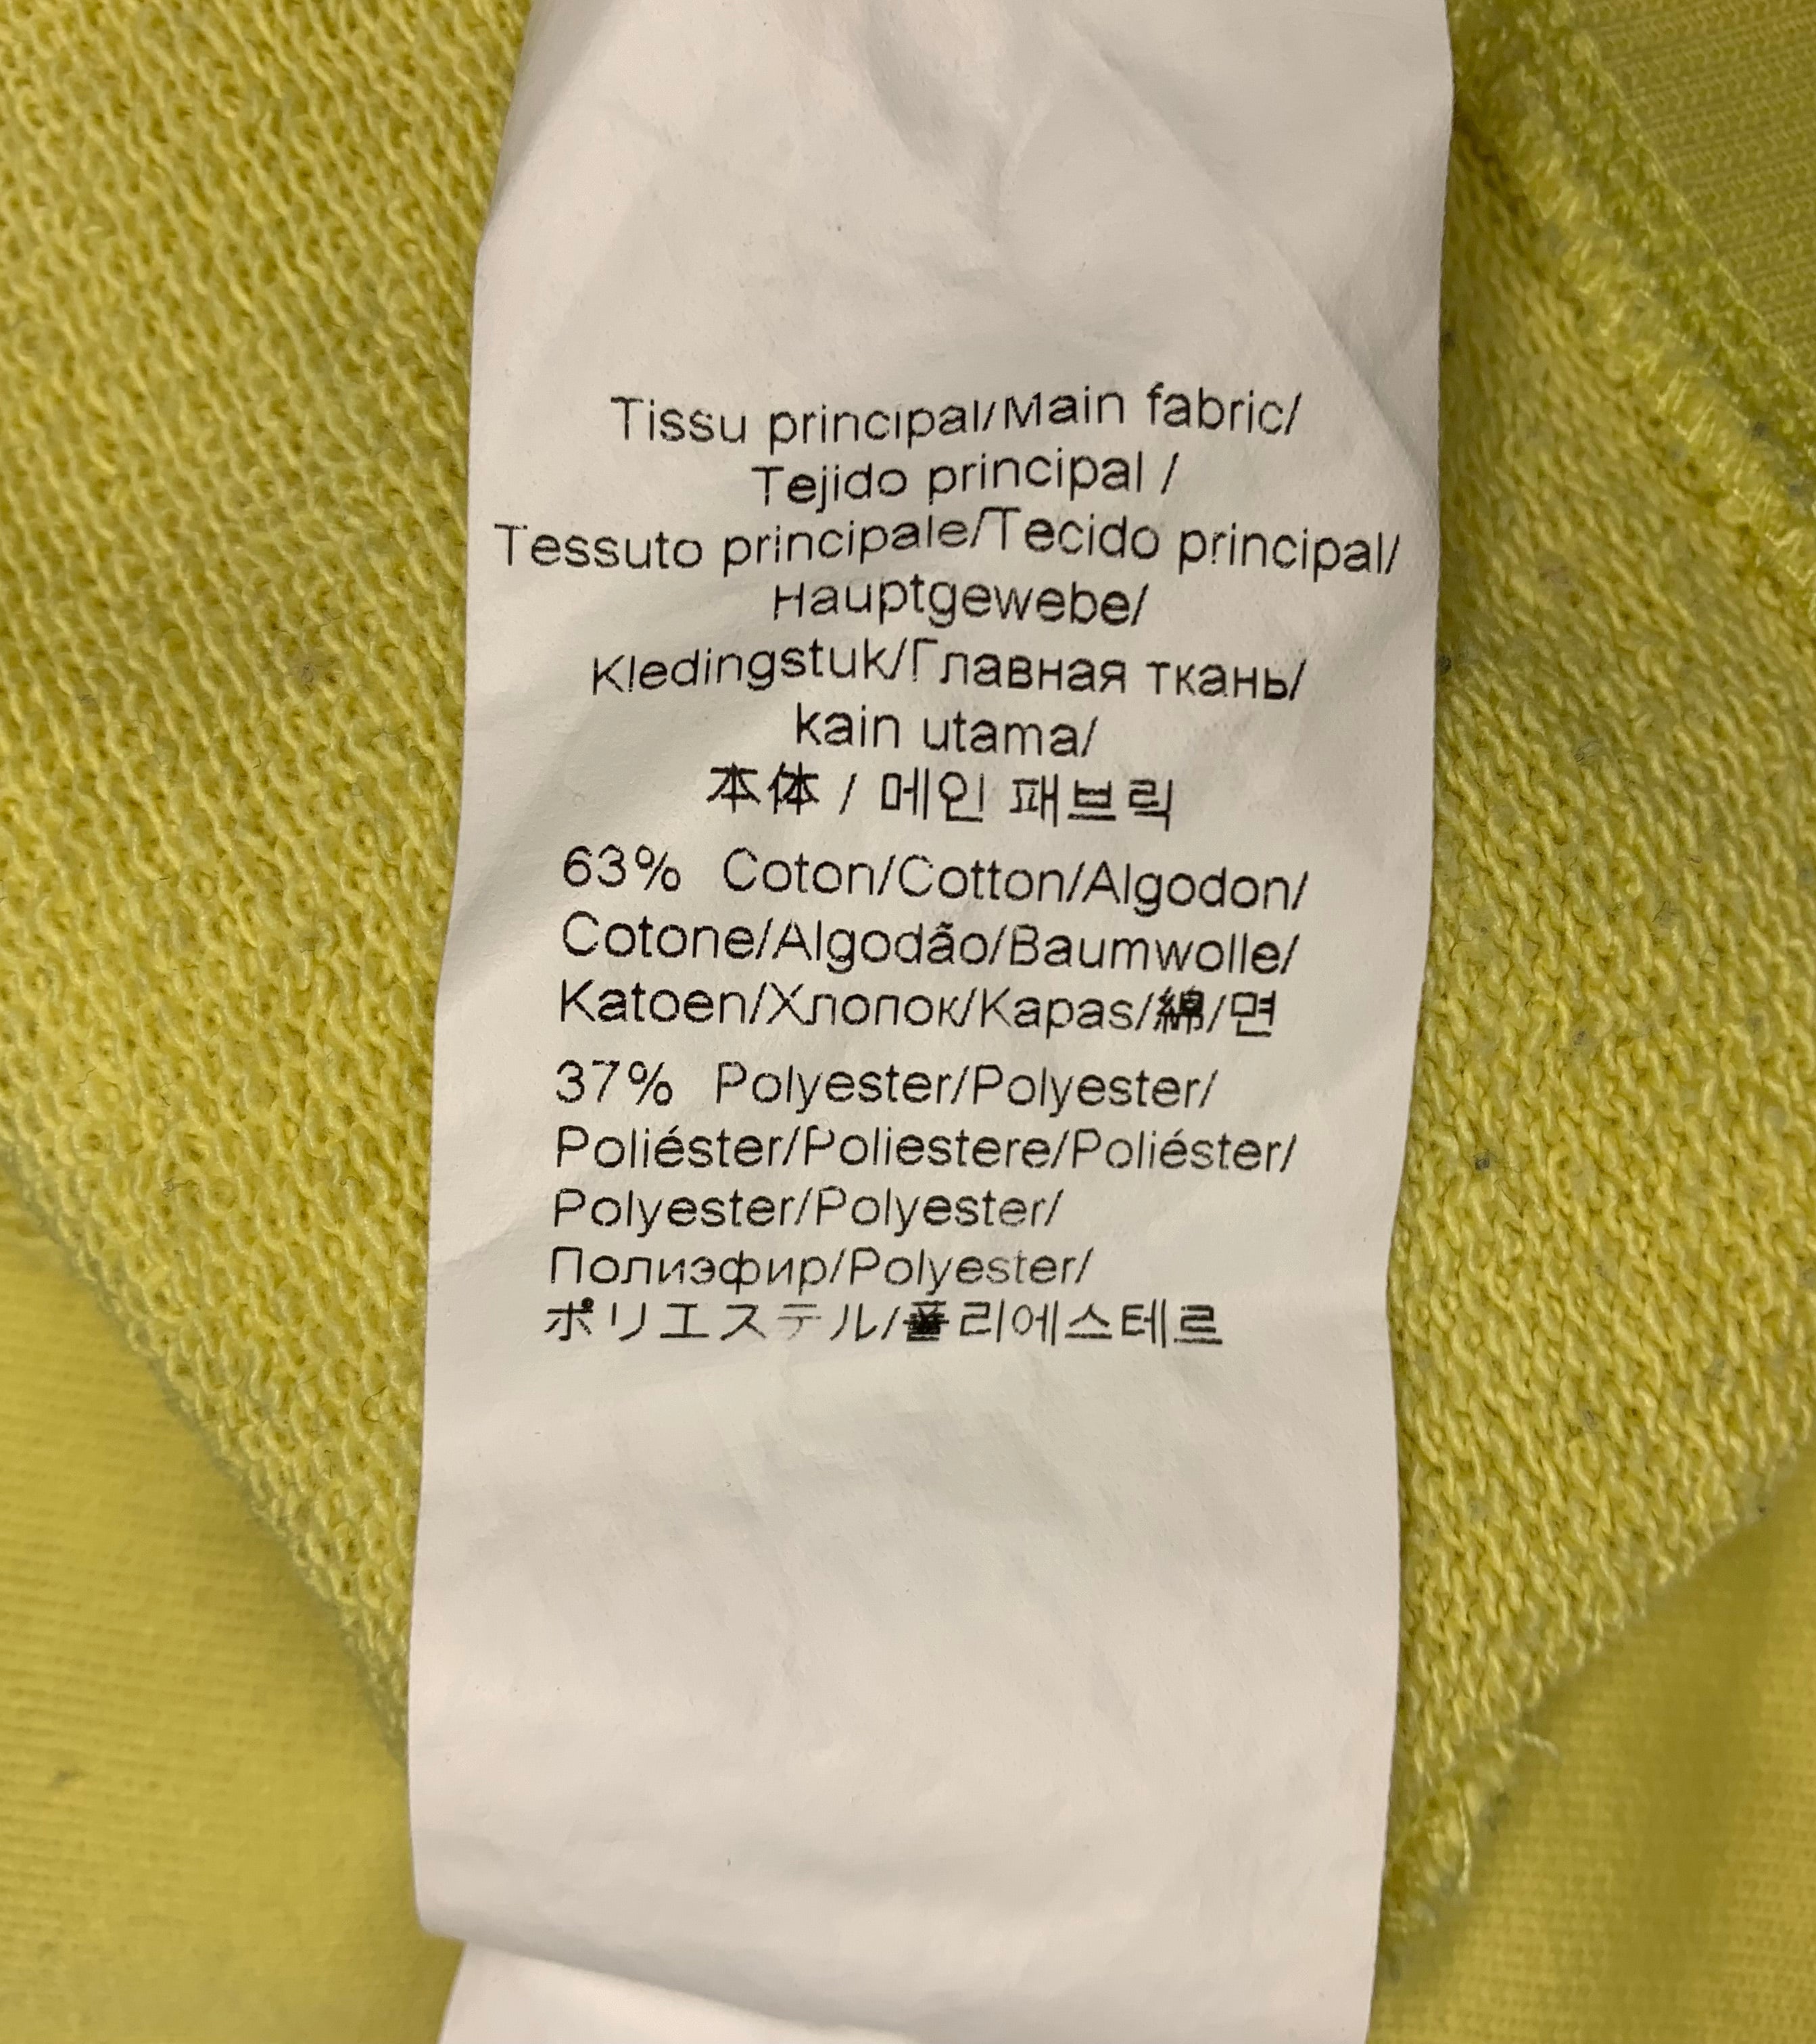 Tissu principal/Main fabric/
Tejido principal /
Tessuto principale/Tecido principal/
Hauptgewebe/
Kledingstuk/Главная ткань/
kain utama/
本体 / 메인 패브릭
63% Coton/Cotton/Algodon/
Cotone/Algodão/Baumwolle/
Katoen/Хлопок/Kapas/綿/면
37% Polyester/Polyester/
Poliéster/Poliestere/Poliéster/
Polyester/Polyester/
Полиэфир/Polyester/
ポリエステル/폴리에스테르